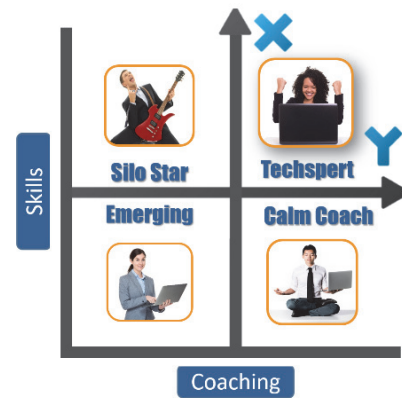 X
Y
Silo Star
Techspert
Skills
Emerging
Calm Coach
Coaching